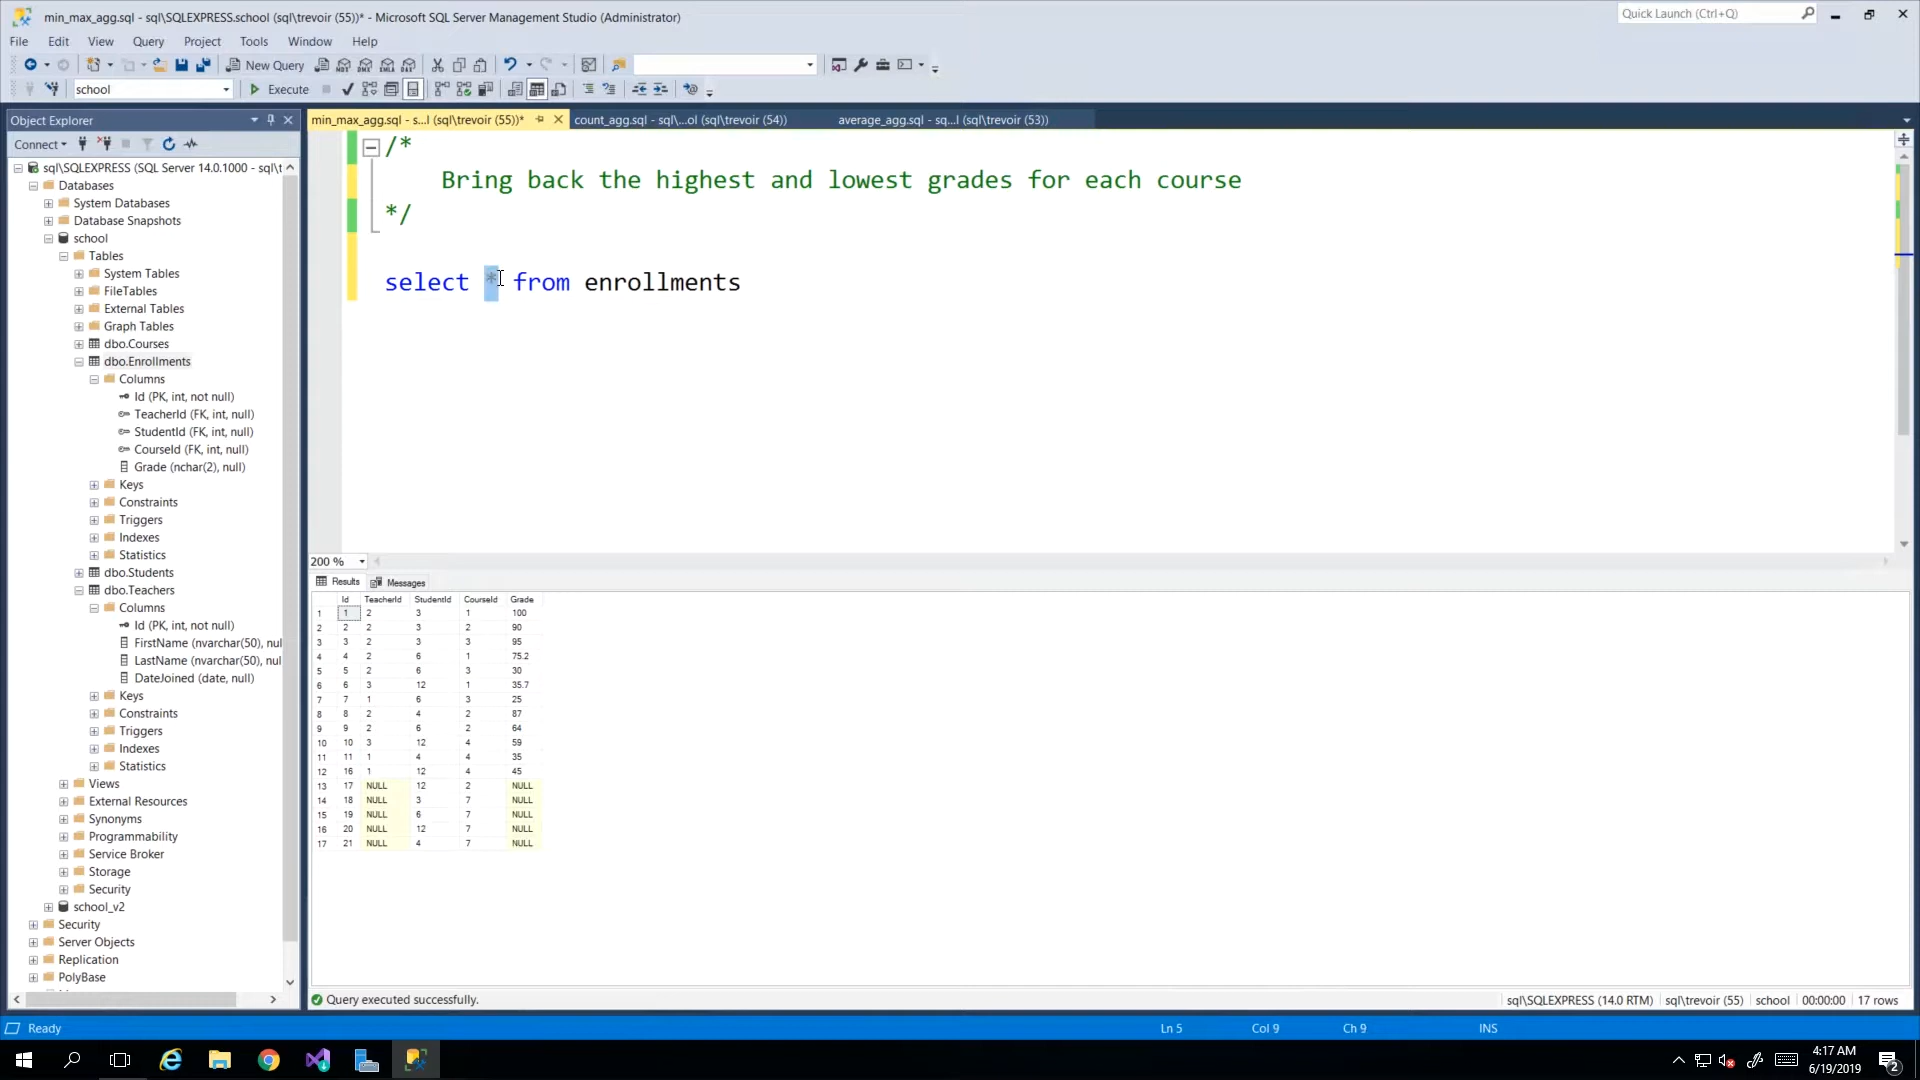 min_max_agg.sql - sql\SQLEXPRESS.school (sql\trevoir (55))* - Microsoft SQL Server Management Studio (Administrator)
Quick Launch (Ctrl+Q)
File Edit View Query Project Tools Window Help
New Query
school
Execute
Object Explorer
Connect
sql\SQLEXPRESS (SQL Server 14.0.1000 - sql\t
Databases
System Databases
Database Snapshots
school
Tables
System Tables
FileTables
External Tables
Graph Tables
dbo.Courses
dbo.Enrollments
Columns
Id (PK, int, not null)
TeacherId (FK, int, null)
StudentId (FK, int, null)
CourseId (FK, int, null)
Grade (nchar(2), null)
Keys
Constraints
Triggers
Indexes
Statistics
dbo.Students
dbo.Teachers
Columns
Id (PK, int, not null)
FirstName (nvarchar(50), nul
LastName (nvarchar(50), nul
DateJoined (date, null)
Keys
Constraints
Triggers
Indexes
Statistics
Views
External Resources
Synonyms
Programmability
Service Broker
Storage
Security
school_v2
Security
Server Objects
Replication
PolyBase
min_max_agg.sql - s...l (sql\trevoir (55))* count_agg.sql - sql\...ol (sql\trevoir (54)) average_agg.sql - sq...l (sql\trevoir (53))
/*
Bring back the highest and lowest grades for each course
*/
select * from enrollments
200 %
Results Messages
Id TeacherId StudentId CourseId Grade
1 1 2 3 1 100
2 2 2 3 2 90
3 3 2 3 3 95
4 4 2 6 1 75.2
5 5 2 6 3 30
6 6 3 12 1 35.7
7 7 1 6 3 25
8 8 2 4 2 87
9 9 2 6 2 64
10 10 3 12 4 59
11 11 1 4 4 35
12 16 1 12 4 45
13 17 NULL 12 2 NULL
14 18 NULL 3 7 NULL
15 19 NULL 6 7 NULL
16 20 NULL 12 7 NULL
17 21 NULL 4 7 NULL
Query executed successfully.
sql\SQLEXPRESS (14.0 RTM) sql\trevoir (55) school 00:00:00 17 rows
Ready
Ln 5 Col 9 Ch 9 INS
4:17 AM
6/19/2019
2